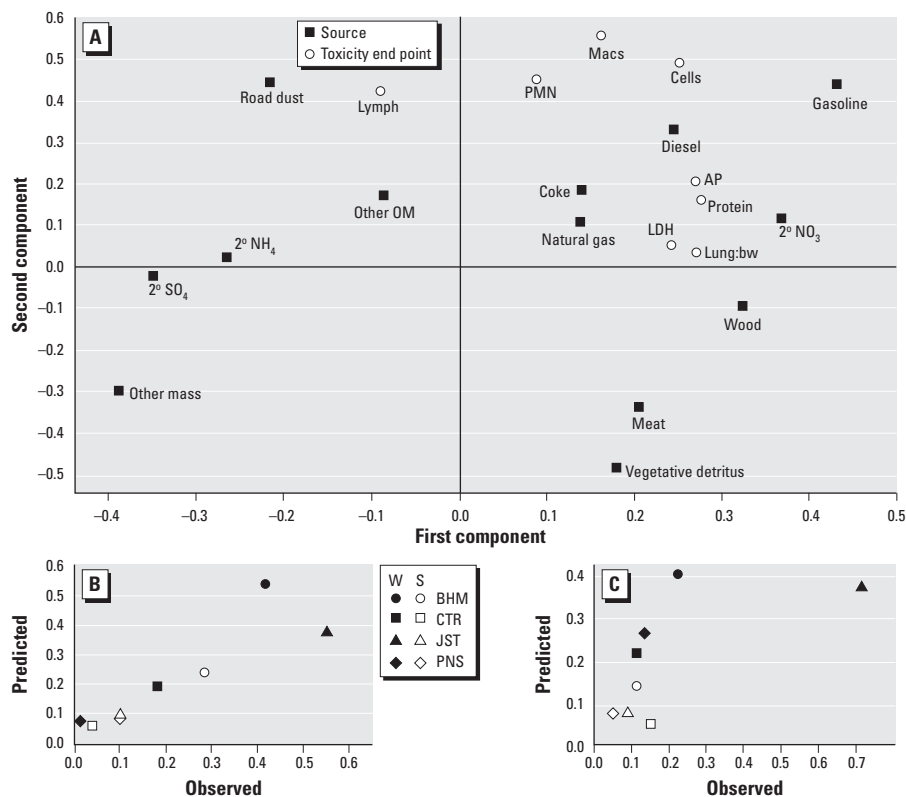 A
Source
Toxicity end point
Second component
0.6
0.5
0.4
0.3
0.2
0.1
0.0
−0.1
−0.2
−0.3
−0.4
−0.5
Macs
Cells
PMN
Road dust
Lymph
Gasoline
Diesel
Coke
AP
Protein
Other OM
Natural gas
LDH
2º NO3
2º NH4
Lung:bw
2º SO4
Wood
Other mass
Meat
Vegetative detritus
−0.4
−0.3
−0.2
−0.1
0.0
0.1
0.2
0.3
0.4
0.5
First component
B
Predicted
0.6
0.5
0.4
0.3
0.2
0.1
0.0
0.0
0.1
0.2
0.3
0.4
0.5
0.6
Observed
W S
BHM
CTR
JST
PNS
C
Predicted
0.4
0.3
0.2
0.1
0.0
0.0
0.1
0.2
0.3
0.4
0.5
0.6
0.7
Observed